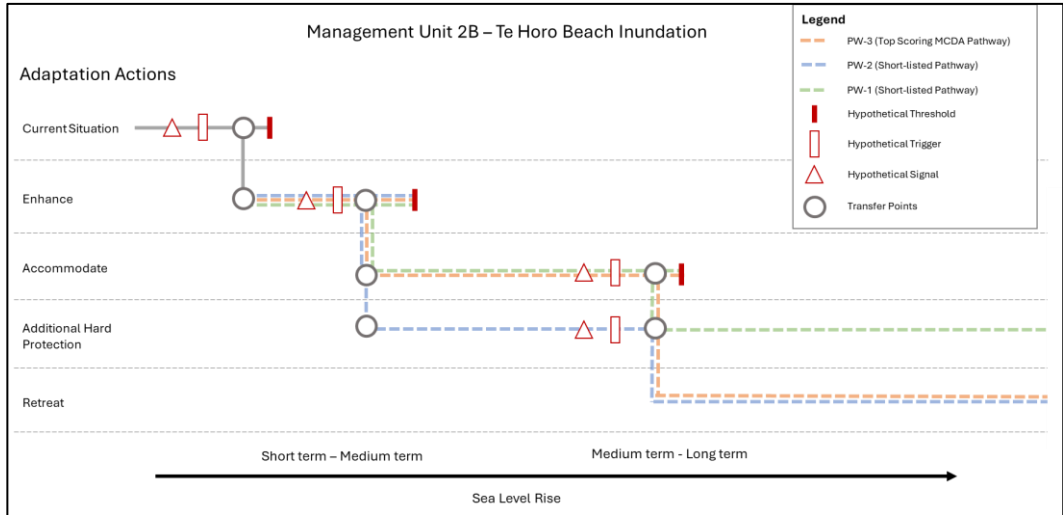 Management Unit 2B – Te Horo Beach Inundation
Legend
PW-3 (Top Scoring MCDA Pathway)
PW-2 (Short-listed Pathway)
PW-1 (Short-listed Pathway)
Hypothetical Threshold
Hypothetical Trigger
Hypothetical Signal
Transfer Points
Adaptation Actions
Current Situation
Enhance
Accommodate
Additional Hard
Protection
Retreat
Short term – Medium term
Medium term - Long term
Sea Level Rise